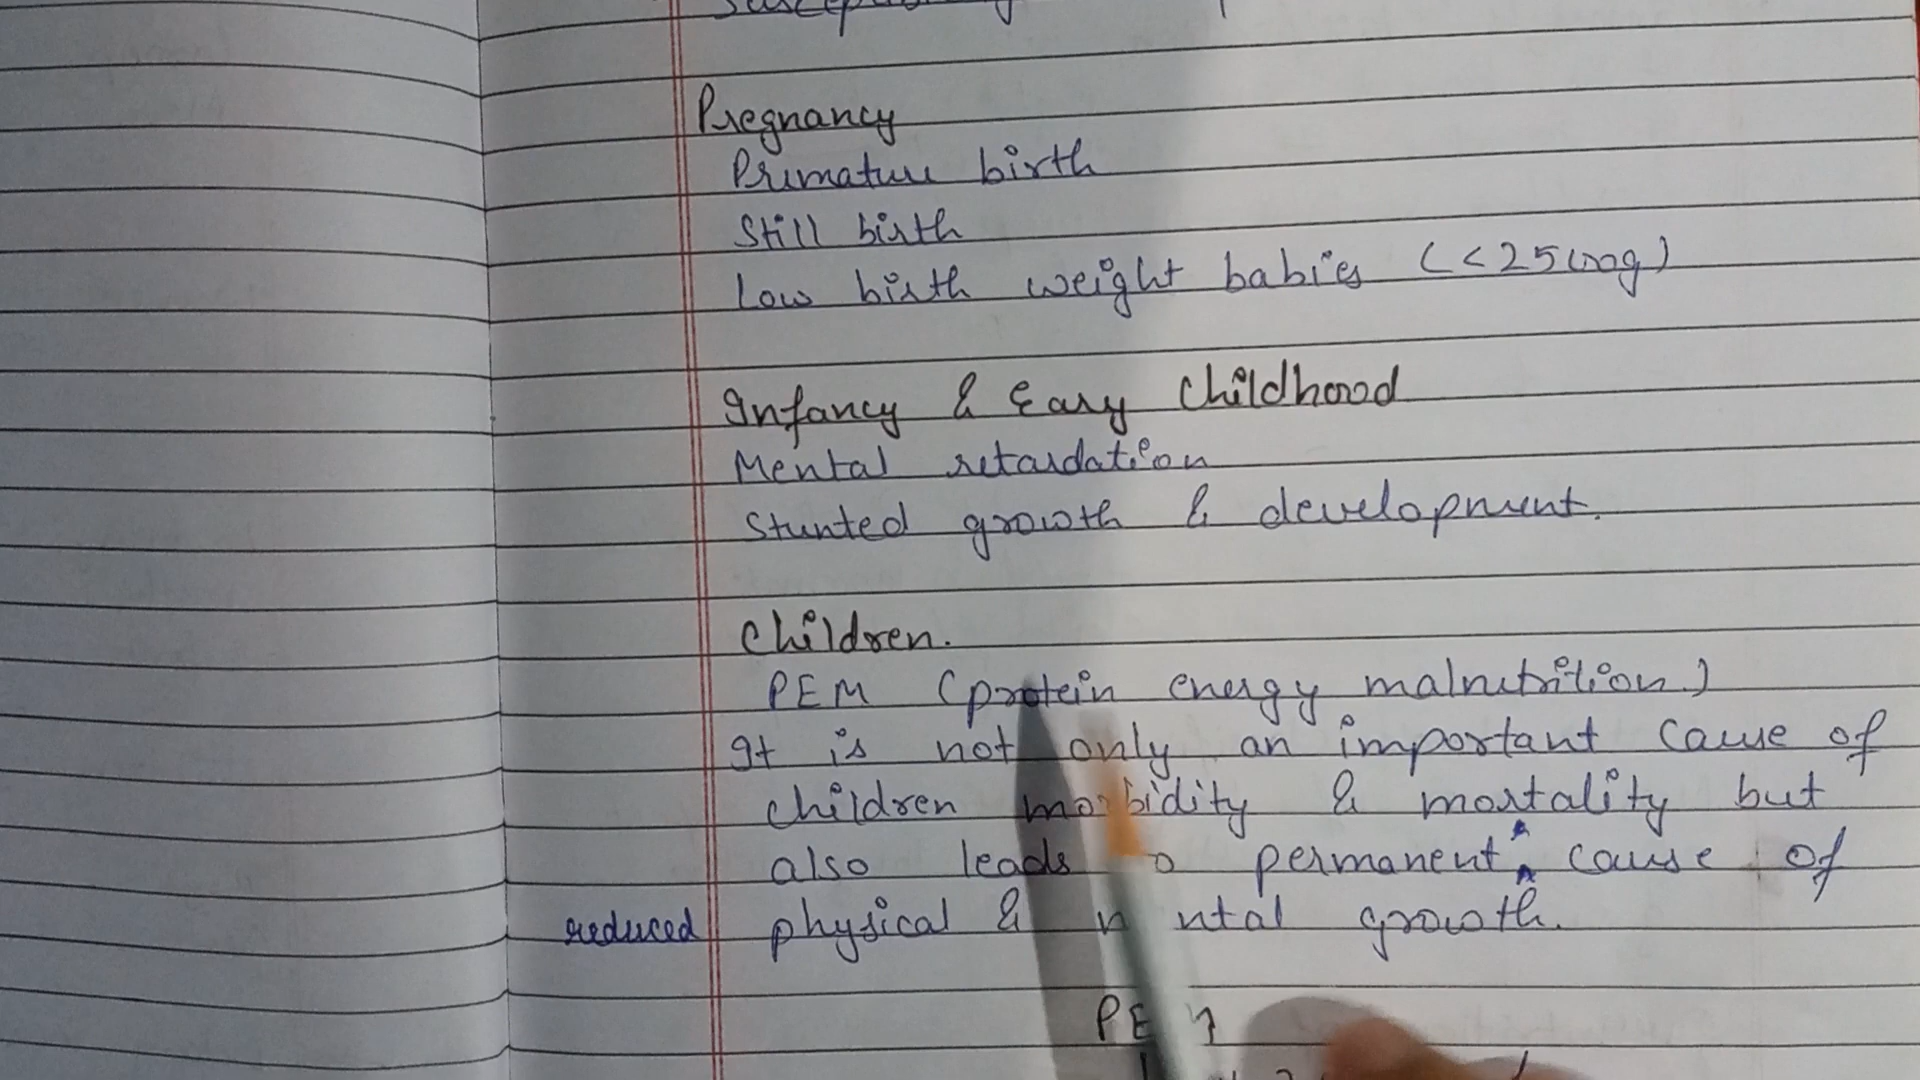 Pregnancy
Premature birth
Still birth
Low birth weight babies (<2500g)
Infancy & Eary Childhood
Mental retardation
Stunted growth & development.
Children.
PEM (protein energy malnutrition)
It is not only an important cause of
children morbidity & mortality but
also leads permanent cause of
reduced physical & growth.